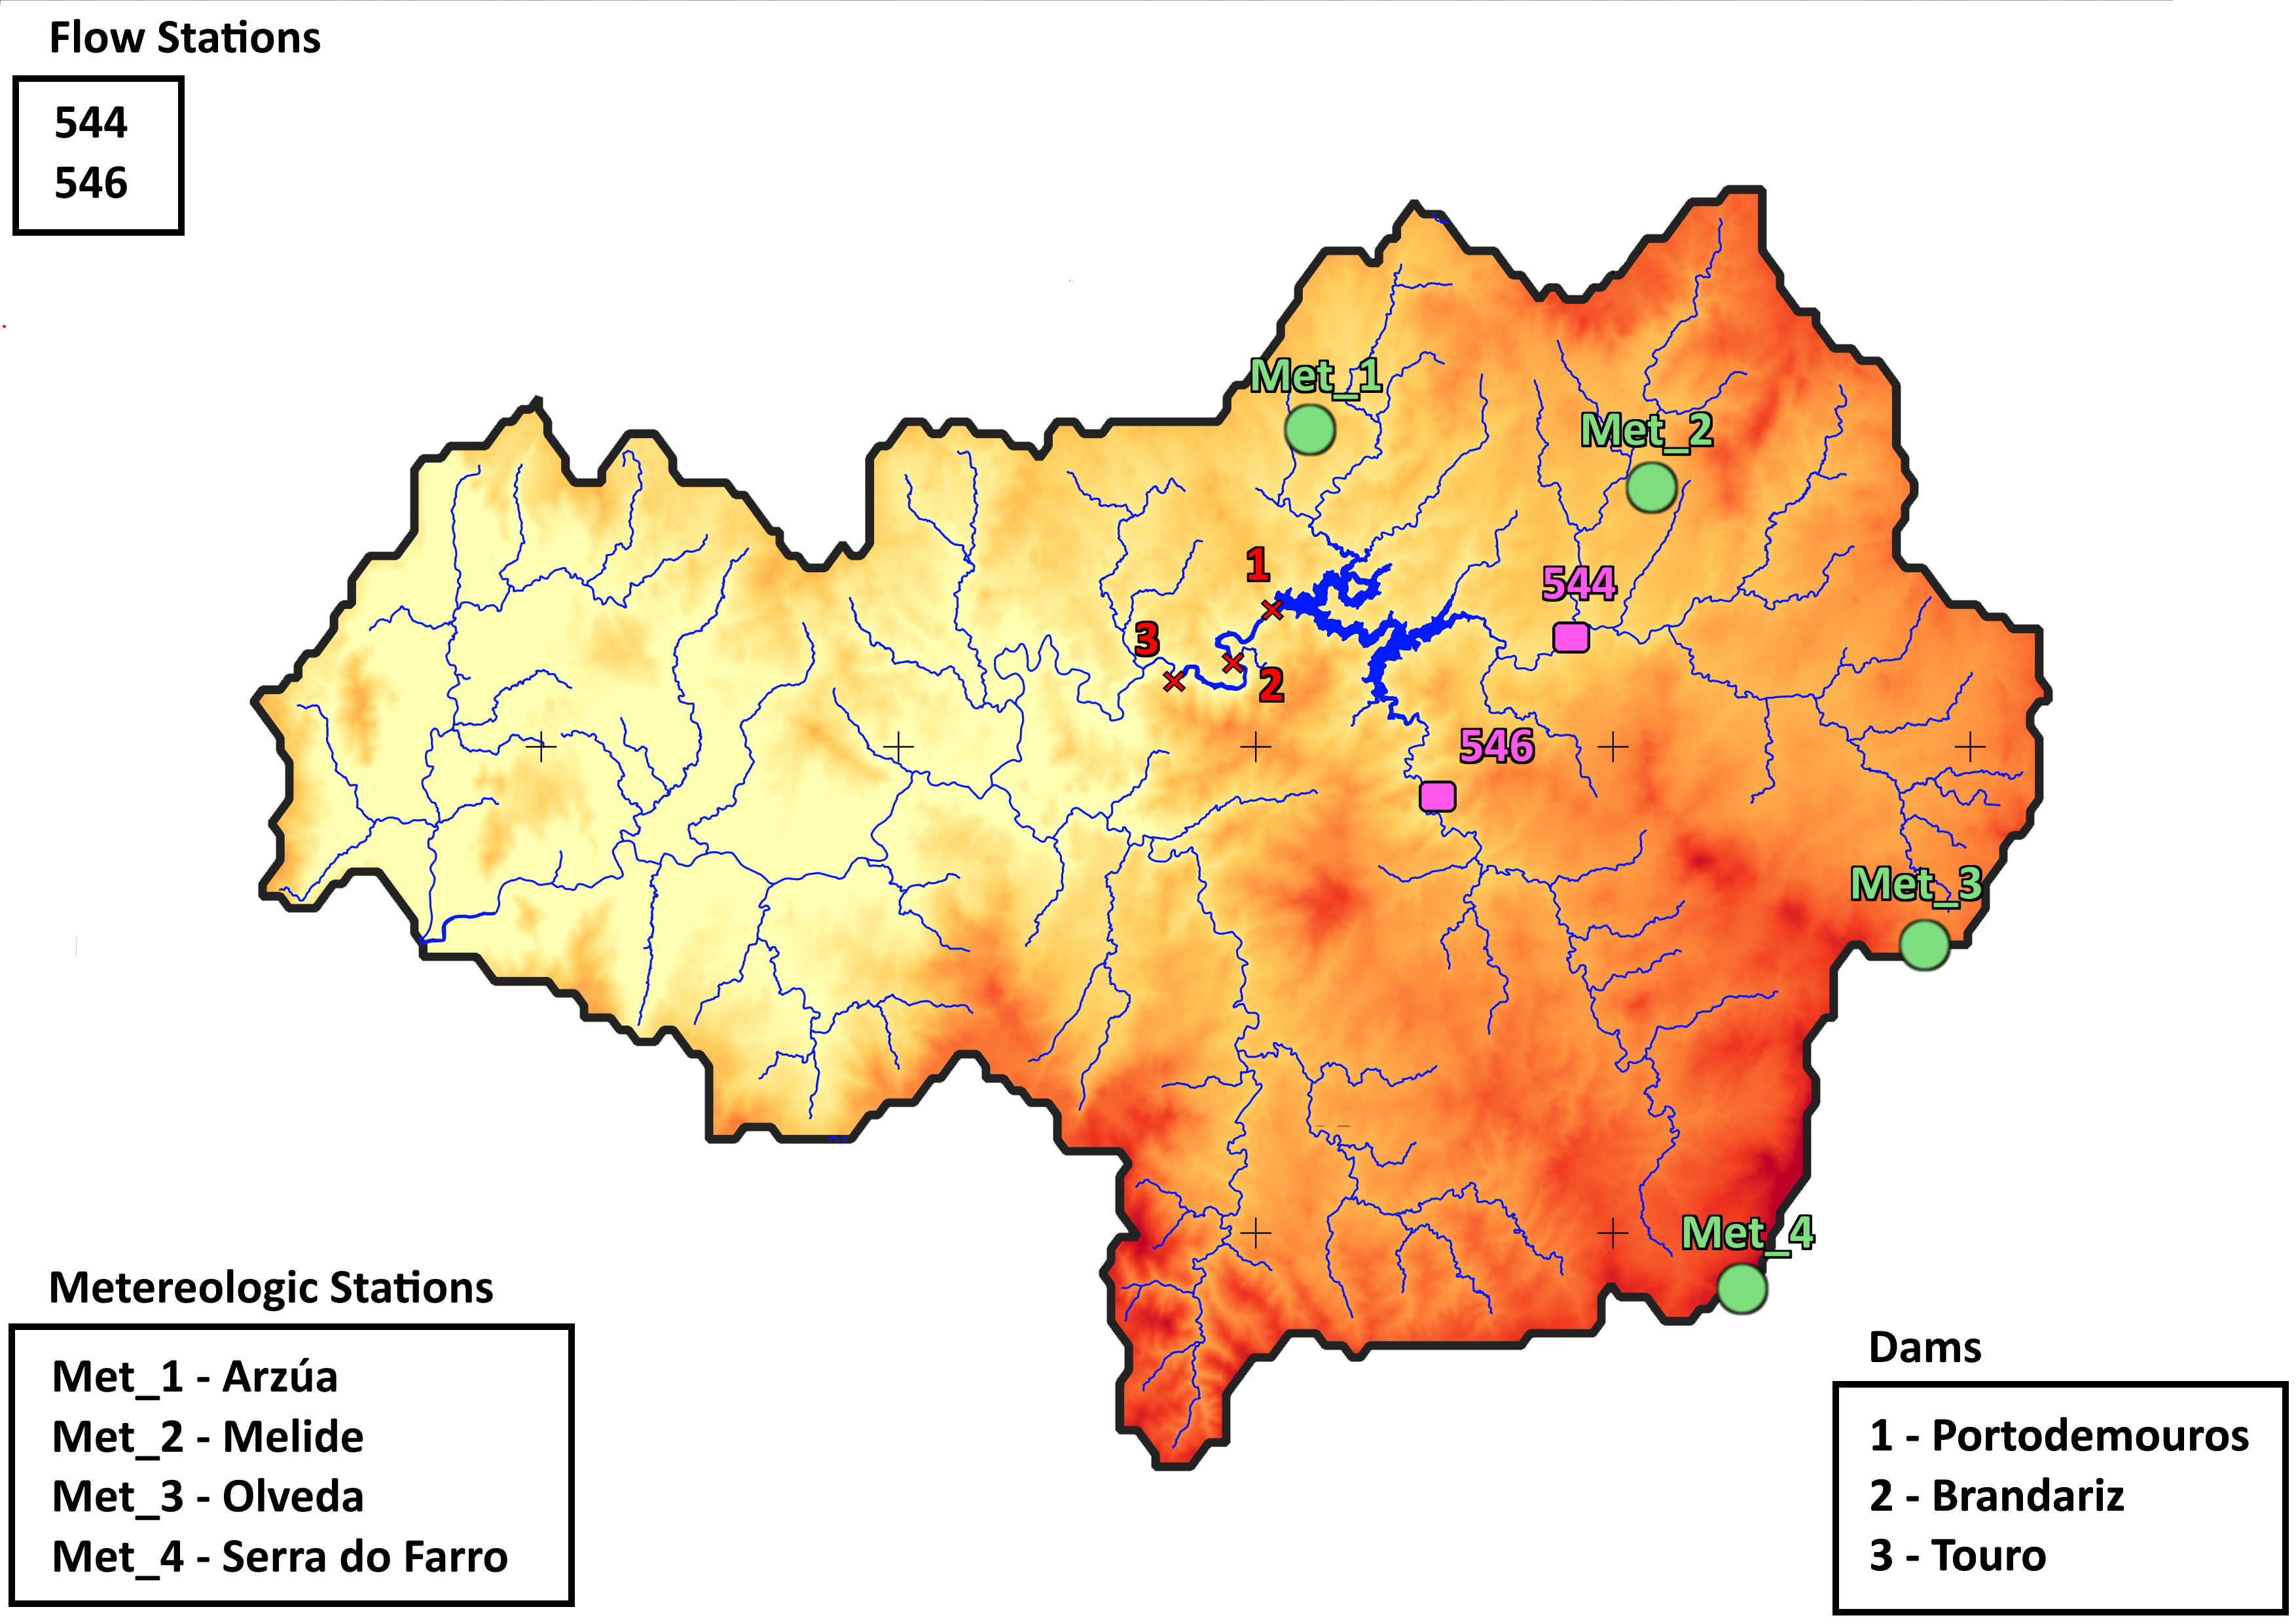 Flow Stations
544
546
Met_1
Met_2
1
544
3
2
546
Met_3
Met_4
Metereologic Stations
Met_1 - Arzúa
Met_2 - Melide
Met_3 - Olveda
Met_4 - Serra do Farro
Dams
1 - Portodemouros
2 - Brandariz
3 - Touro